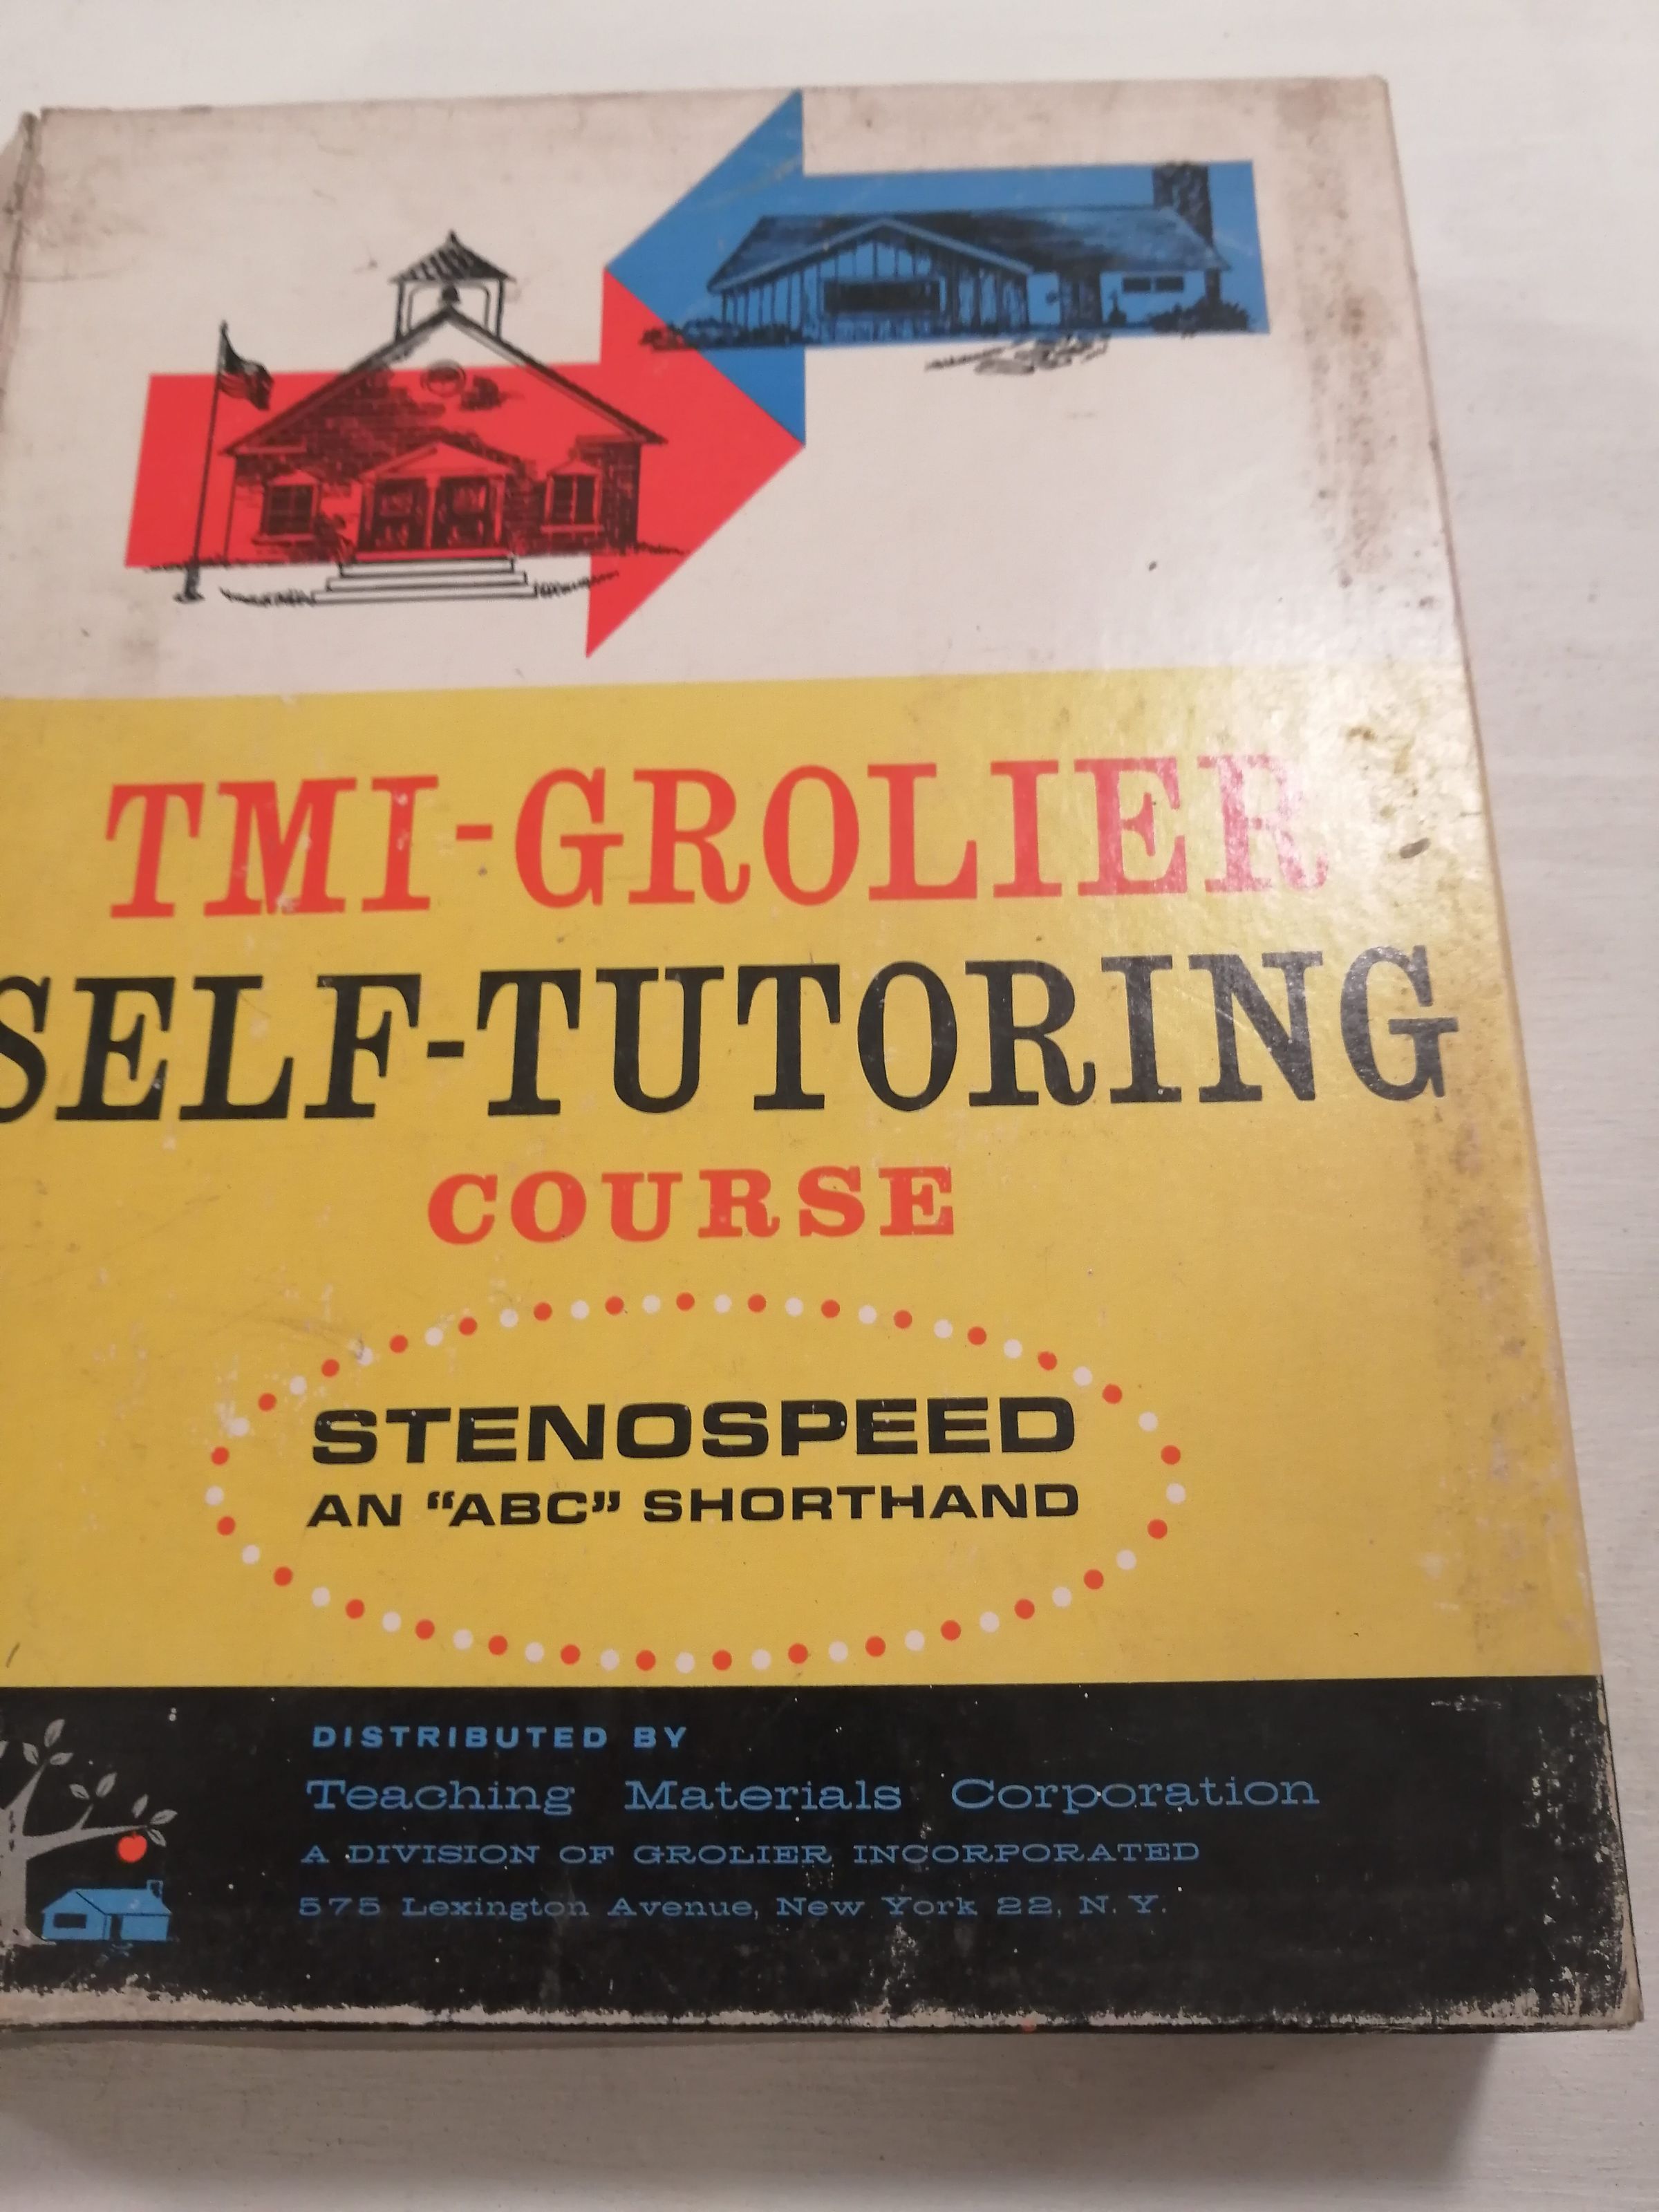 TMI-GROLIER
SELF-TUTORING
COURSE
STENOSPEED
AN “ABC” SHORTHAND
DISTRIBUTED BY
Teaching Materials Corporation
A DIVISION OF GROLIER INCORPORATED
575 Lexington Avenue, New York 22, N. Y.